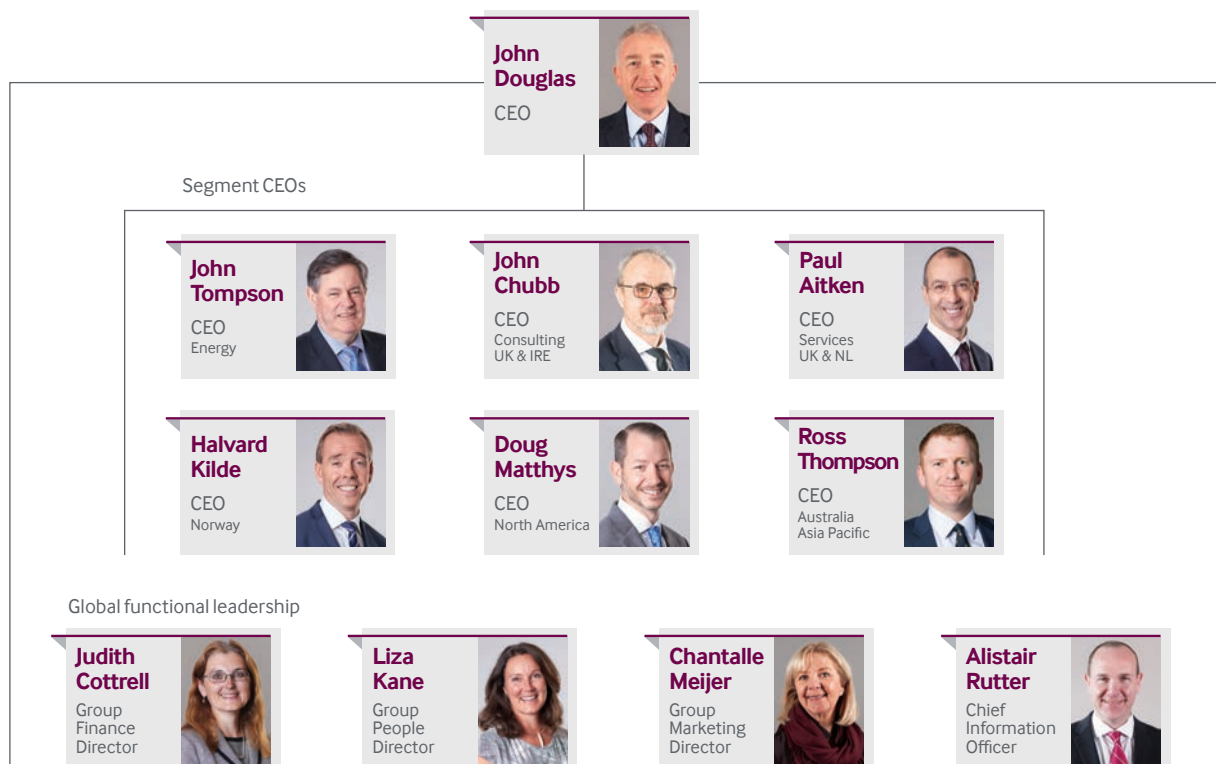 John
Douglas
CEO
Segment CEOs
John
Tompson
CEO
Energy
John
Chubb
CEO
Consulting
UK & IRE
Paul
Aitken
CEO
Services
UK & NL
Halvard
Kilde
CEO
Norway
Doug
Matthys
CEO
North America
Ross
Thompson
CEO
Australia
Asia Pacific
Global functional leadership
Judith
Cottrell
Group
Finance
Director
Liza
Kane
Group
People
Director
Chantalle
Meijer
Group
Marketing
Director
Alistair
Rutter
Chief
Information
Officer